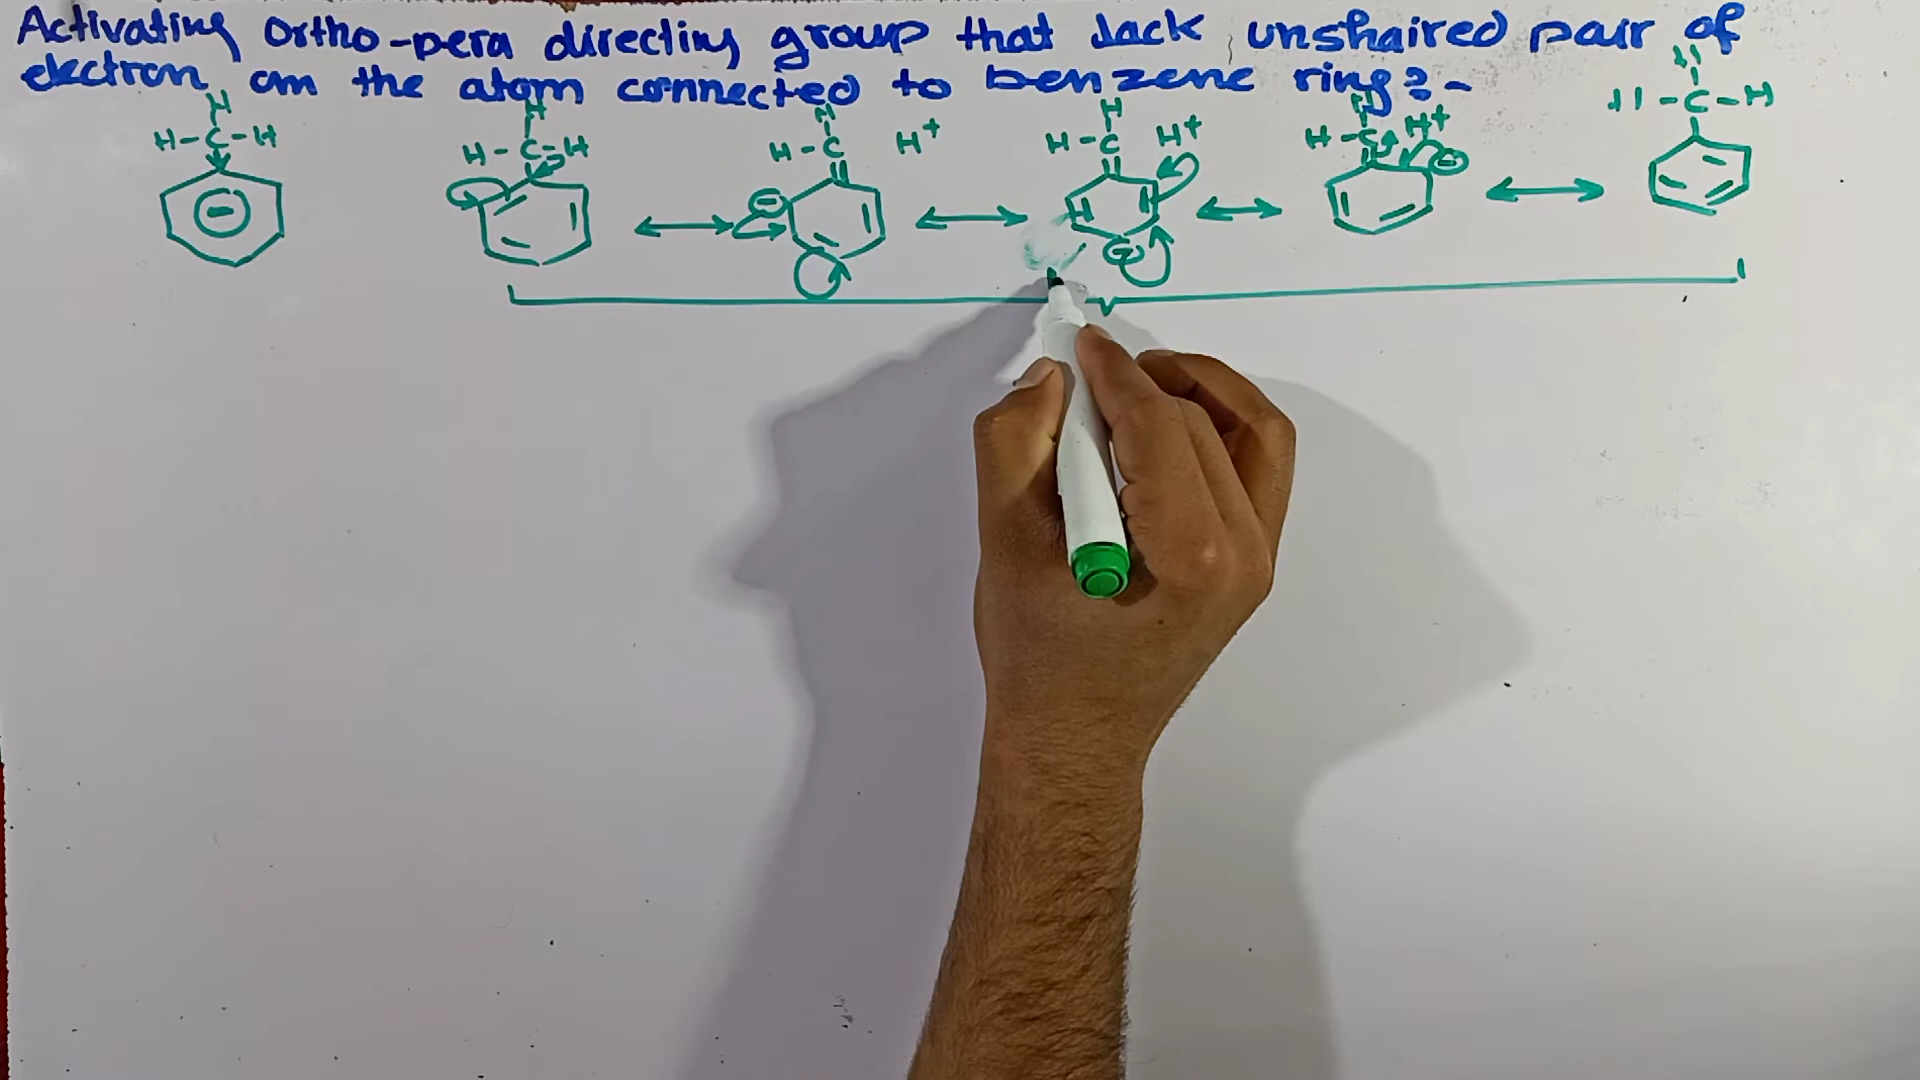 Activating Ortho-pera directing group that lack unshaired pair of
electron on the atom connected to benzene ring?-
H H H H H H
H-C-H H-C-H H-C H+ H-C H+ H-C H+ H-C-H